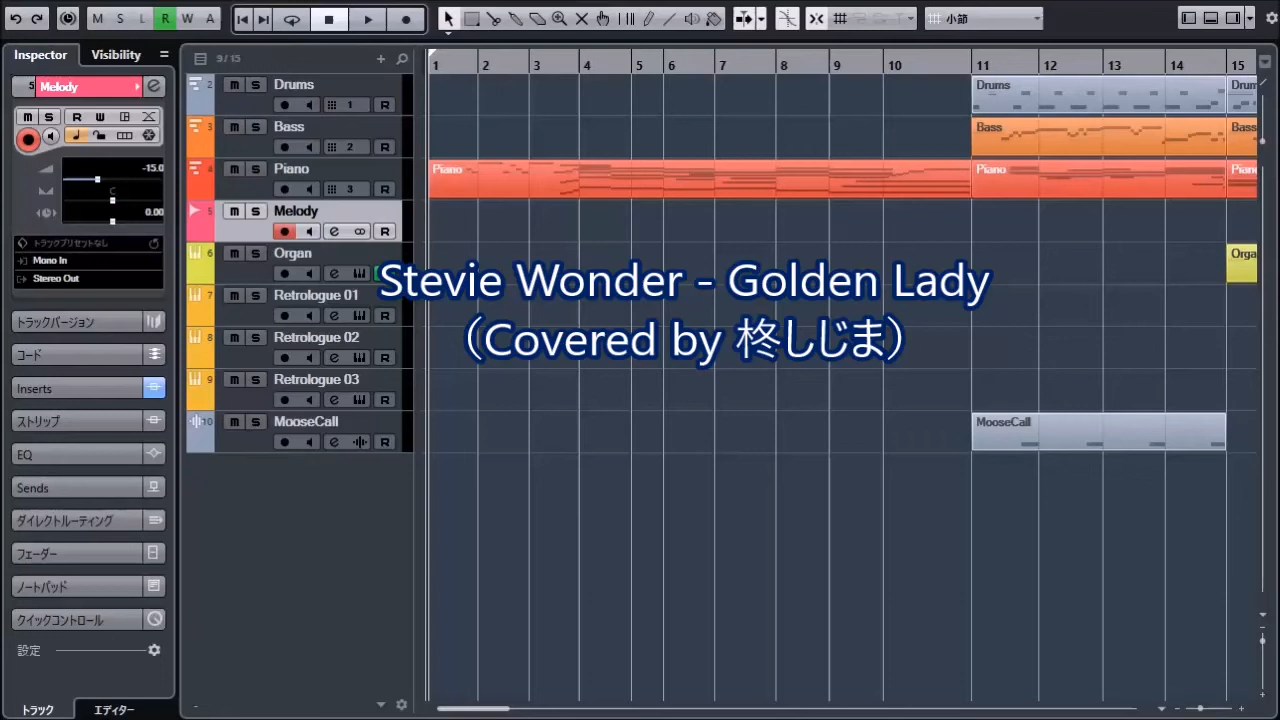 M S L R W A
小節
Inspector Visibility
9/15
1 2 3 4 5 6 7 8 9 10 11 12 13 14 15
5 Melody
m S R W
-15.0
C
0.00
トラックプリセットなし
Mono In
Stereo Out
トラックバージョン
コード
Inserts
ストリップ
EQ
Sends
ダイレクトルーティング
フェーダー
ノートパッド
クイックコントロール
設定
トラック エディター
2 m S Drums
1 R
3 m S Bass
2 R
4 m S Piano
3 R
5 m S Melody
e R
6 m S Organ
e
7 m S Retrologue 01
e R
8 m S Retrologue 02
e R
9 m S Retrologue 03
e R
10 m S MooseCall
e R
Drums Drum
Bass Bass
Piano Piano Piano
Orga
MooseCall
Stevie Wonder - Golden Lady
（Covered by 柊しじま）